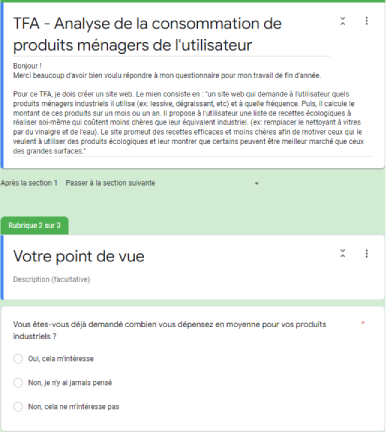 TFA - Analyse de la consommation de
produits ménagers de l'utilisateur
Bonjour !
Merci beaucoup d'avoir bien voulu répondre à mon questionnaire pour mon travail de fin d'année.
Pour ce TFA, je dois créer un site web. Le mien consiste en : "un site web qui demande à l'utilisateur quels
produits ménagers industriels il utilise (ex: lessive, dégraissant, etc) et à quelle fréquence. Puis, il calcule le
montant de ces produits sur un mois ou un an. Il propose à l'utilisateur une liste de recettes écologiques à
réaliser soi-même qui coûtent moins chères que leur équivalent industriel. (ex: remplacer le nettoyant à vitres
par du vinaigre et de l'eau). Le site promeut des recettes efficaces et moins chères afin de motiver ceux qui le
veulent à utiliser des produits écologiques et leur montrer que certains peuvent être meilleur marché que ceux
des grandes surfaces."
Après la section 1 Passer à la section suivante
Rubrique 2 sur 3
Votre point de vue
Description (facultative)
Vous êtes-vous déjà demandé combien vous dépensez en moyenne pour vos produits *
industriels ?
Oui, cela m'intéresse
Non, je n'y ai jamais pensé
Non, cela ne m'intéresse pas